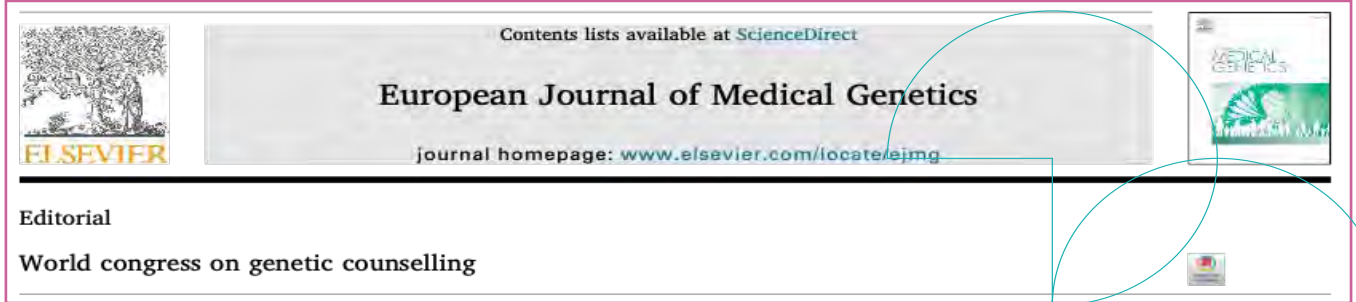 Contents lists available at ScienceDirect
European Journal of Medical Genetics
journal homepage: www.elsevier.com/locate/ejmg
ELSEVIER
MEDICAL
GENETICS
Editorial
World congress on genetic counselling